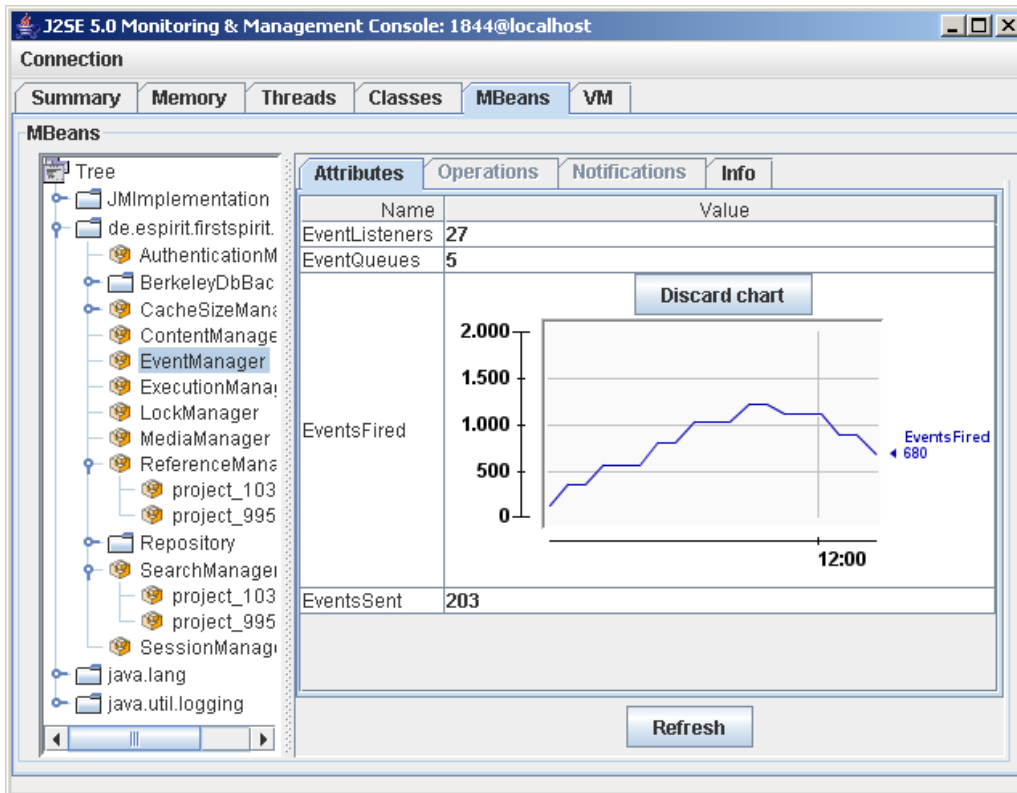 J2SE 5.0 Monitoring & Management Console: 1844@localhost
Connection
Summary Memory Threads Classes MBeans VM
MBeans
Tree
JMImplementation
de.espirit.firstspirit.
AuthenticationM
BerkeleyDbBac
CacheSizeMana
ContentManage
EventManager
ExecutionManag
LockManager
MediaManager
ReferenceMana
project_103
project_995
Repository
SearchManager
project_103
project_995
SessionManag
java.lang
java.util.logging
Attributes Operations Notifications Info
Name Value
EventListeners 27
EventQueues 5
EventsFired
Discard chart
2.000
1.500
1.000
500
0
EventsFired
680
12:00
EventsSent 203
Refresh